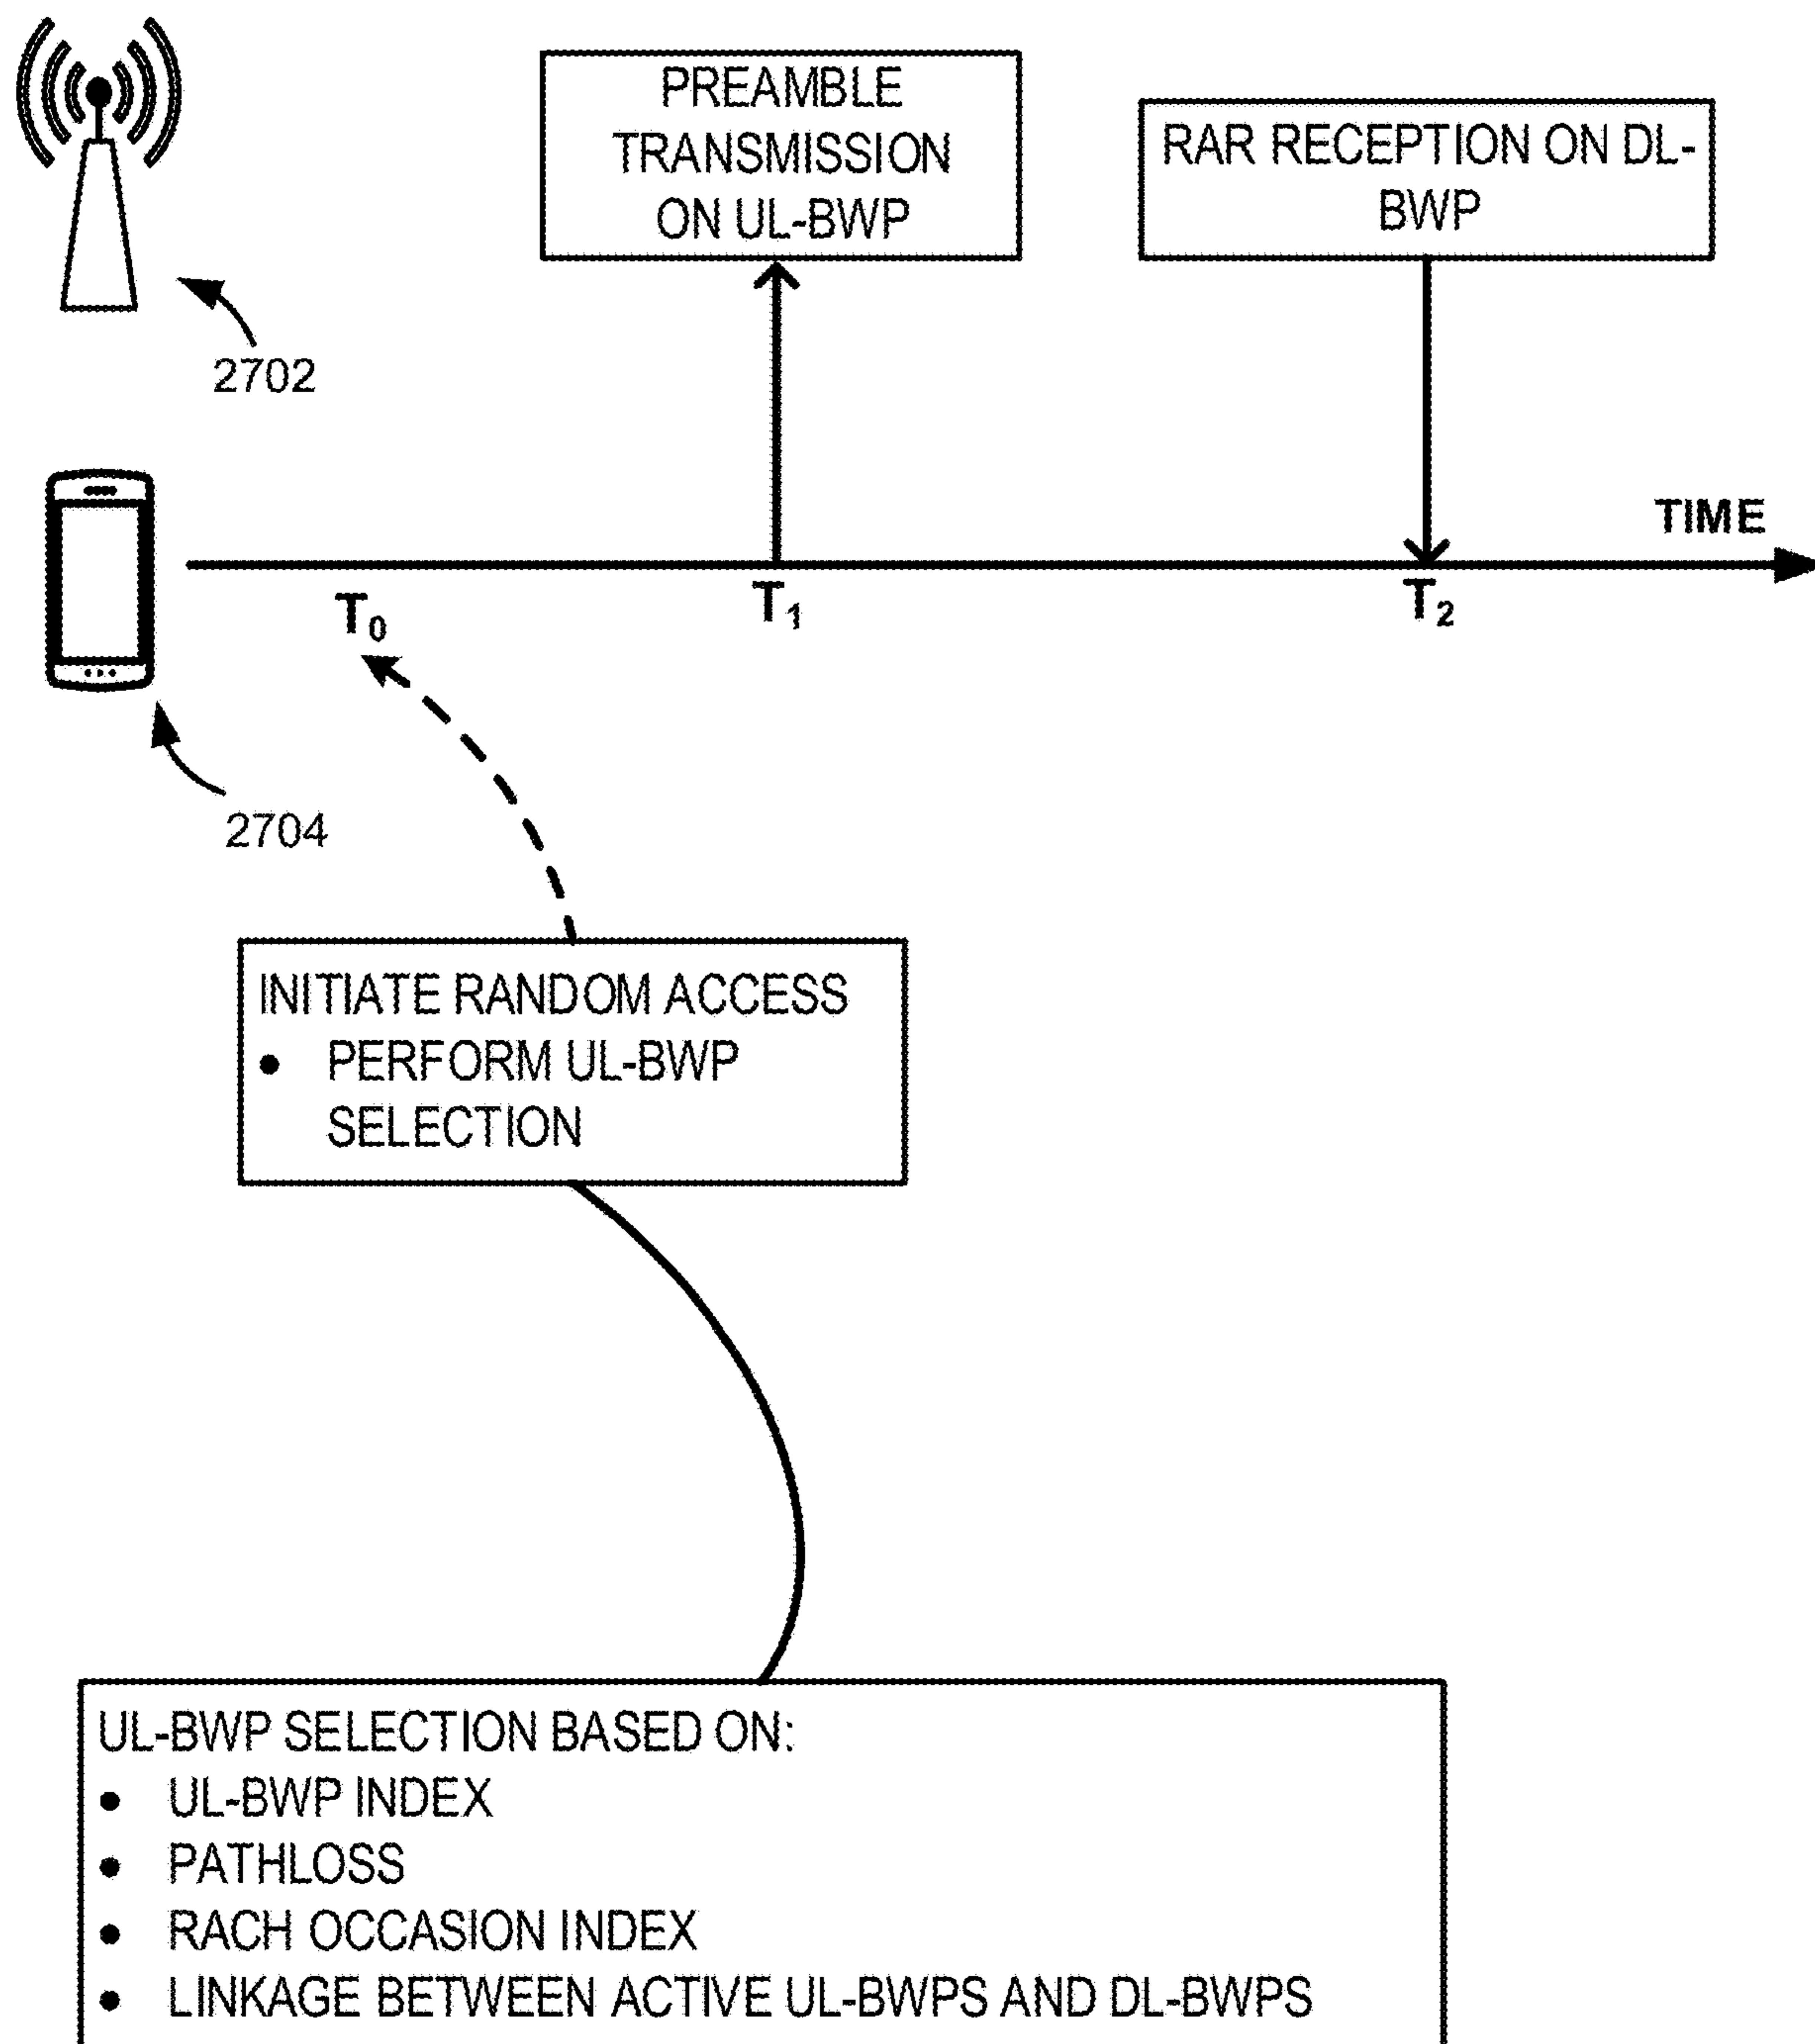 PREAMBLE
TRANSMISSION
ON UL-BWP
RAR RECEPTION ON DL-
BWP
2702
TIME
T0
T1
T2
2704
INITIATE RANDOM ACCESS
• PERFORM UL-BWP
SELECTION
UL-BWP SELECTION BASED ON:
• UL-BWP INDEX
• PATHLOSS
• RACH OCCASION INDEX
• LINKAGE BETWEEN ACTIVE UL-BWPS AND DL-BWPS